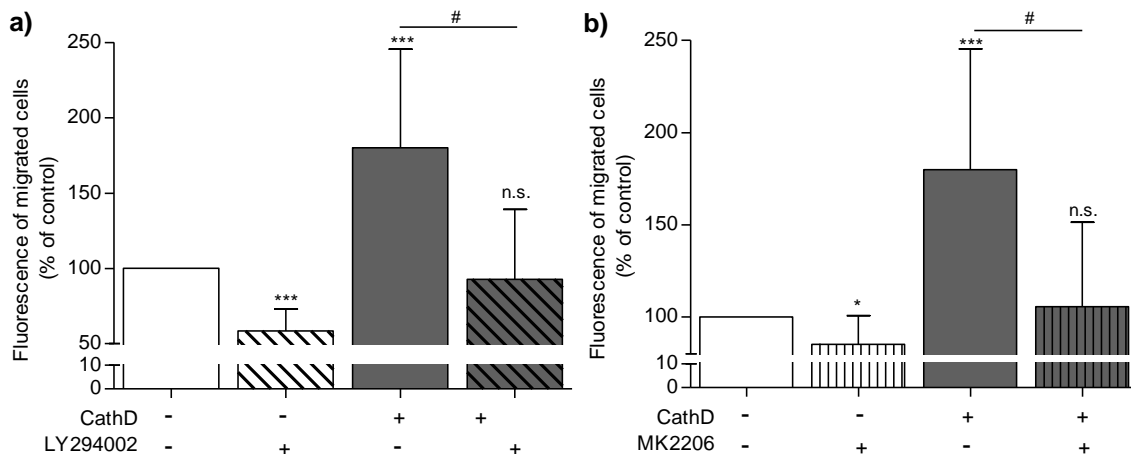 a)
#
250
200
150
100
50
10
0
Fluorescence of migrated cells
(% of control)
***
***
n.s.
CathD - - + +
LY294002 - + - +
b)
#
250
200
150
100
10
0
Fluorescence of migrated cells
(% of control)
*
***
n.s.
CathD - - + +
MK2206 - + - +